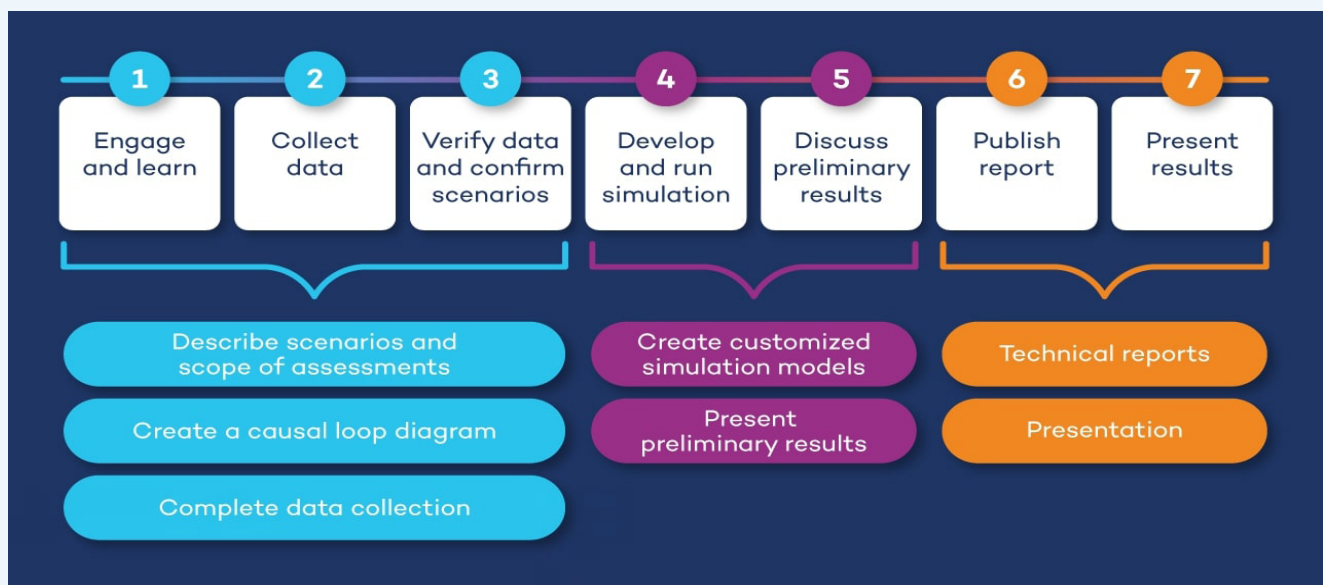 1
Engage
and learn
2
Collect
data
3
Verify data
and confirm
scenarios
4
Develop
and run
simulation
5
Discuss
preliminary
results
6
Publish
report
7
Present
results
Describe scenarios and
scope of assessments
Create a causal loop diagram
Complete data collection
Create customized
simulation models
Present
preliminary results
Technical reports
Presentation